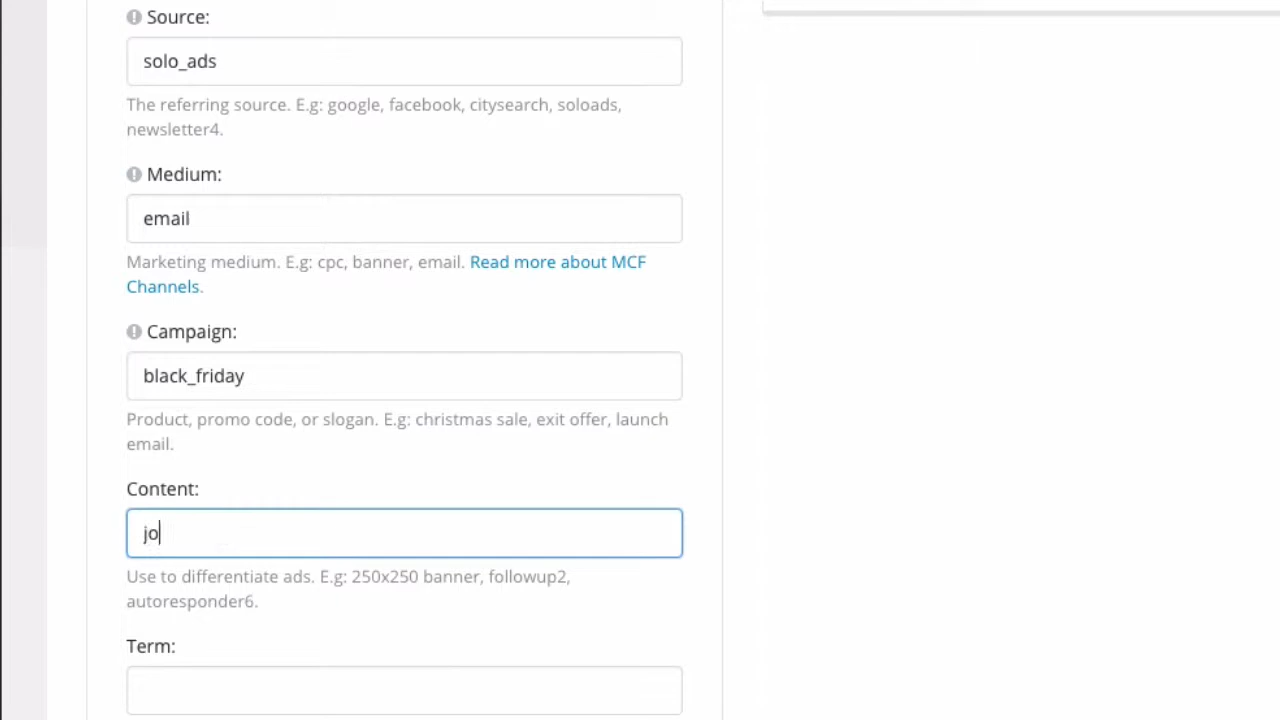 Source:
solo_ads
The referring source. E.g: google, facebook, citysearch, soloads,
newsletter4.
Medium:
email
Marketing medium. E.g: cpc, banner, email. Read more about MCF
Channels.
Campaign:
black_friday
Product, promo code, or slogan. E.g: christmas sale, exit offer, launch
email.
Content:
jo
Use to differentiate ads. E.g: 250x250 banner, followup2,
autoresponder6.
Term: